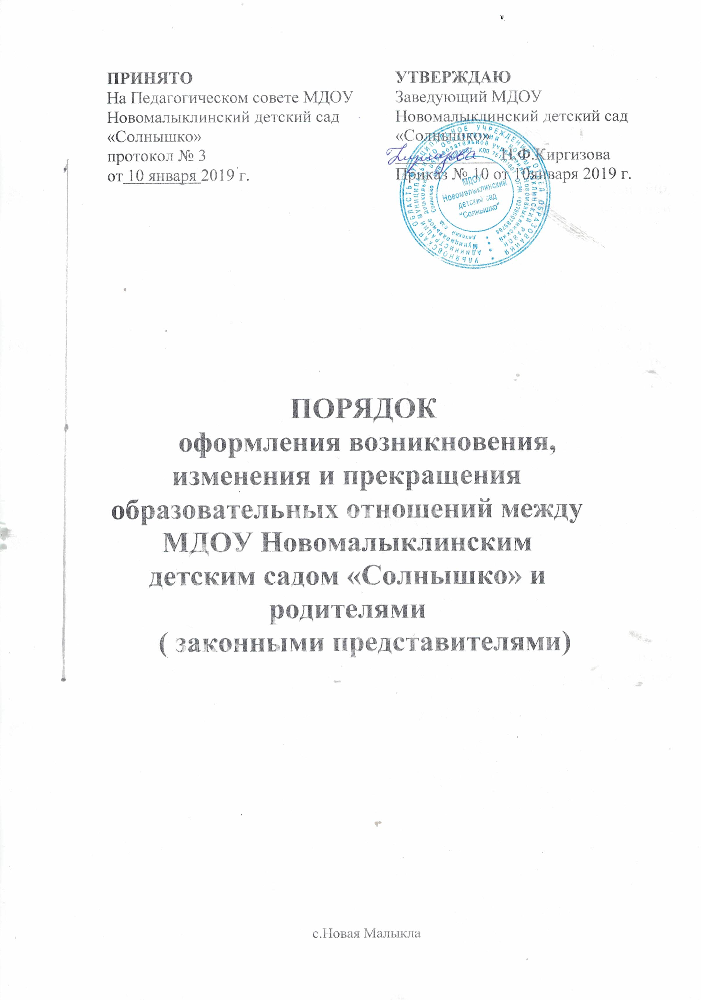 ПРИНЯТО
На Педагогическом совете МДОУ
Новомалыклинский детский сад
«Солнышко»
протокол № 3
от 10 января 2019 г.
УТВЕРЖДАЮ
Заведующий МДОУ
Новомалыклинский детский сад
«Солнышко»
Н.Ф.Киргизова
Приказ № 10 от 10января 2019 г.
МДОУ
Новомалыклинский
детский сад
"Солнышко"
ПОРЯДОК
оформления возникновения,
изменения и прекращения
образовательных отношений между
МДОУ Новомалыклинским
детским садом «Солнышко» и
родителями
( законными представителями)
с.Новая Малыкла